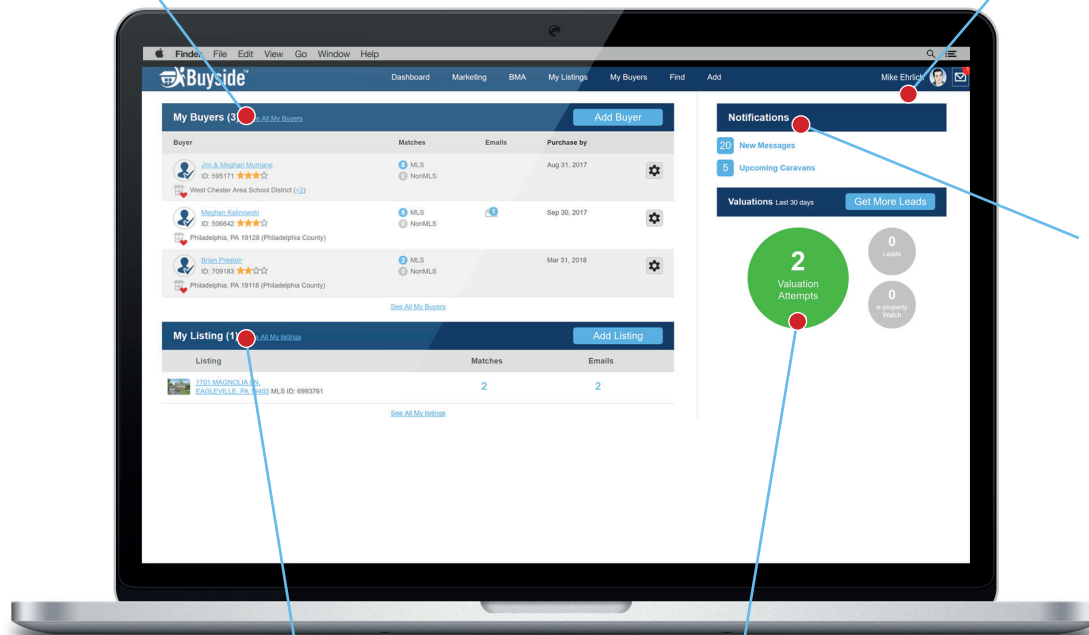 Finder File Edit View Go Window Help
Buyside™
Dashboard Marketing BMA My Listings My Buyers Find Add Mike Ehrlich
My Buyers (3) See All My Buyers Add Buyer
Buyer Matches Emails Purchase by
Jim & Meghan Murnane 8 MLS Aug 31, 2017
ID: 595171 0 NonMLS
West Chester Area School District (+2)
Meghan Kalinowski 8 MLS 1 Sep 30, 2017
ID: 506642 0 NonMLS
Philadelphia, PA 19128 (Philadelphia County)
Brian Preston 2 MLS Mar 31, 2018
ID: 709183 0 NonMLS
Philadelphia, PA 19118 (Philadelphia County)
See All My Buyers
My Listing (1) See All My listings Add Listing
Listing Matches Emails
1701 MAGNOLIA LN, 2 2
EAGLEVILLE, PA 19403 MLS ID: 6993761
See All My listings
Notifications
20 New Messages
5 Upcoming Caravans
Valuations Last 30 days Get More Leads
2
Valuation
Attempts
0
Leads
0
e-property
Watch